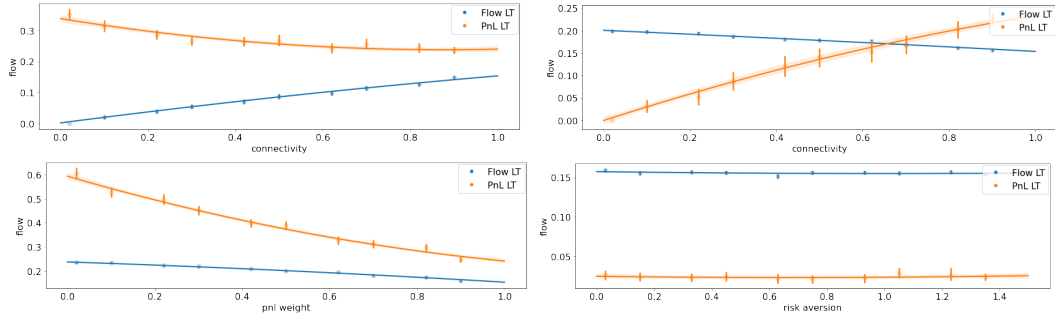 Flow LT
PnL LT
flow
0.3
0.2
0.1
0.0
0.0 0.2 0.4 0.6 0.8 1.0
connectivity
Flow LT
PnL LT
flow
0.25
0.20
0.15
0.10
0.05
0.00
0.0 0.2 0.4 0.6 0.8 1.0
connectivity
Flow LT
PnL LT
flow
0.6
0.5
0.4
0.3
0.2
0.0 0.2 0.4 0.6 0.8 1.0
pnl weight
Flow LT
PnL LT
flow
0.15
0.10
0.05
0.0 0.2 0.4 0.6 0.8 1.0 1.2 1.4
risk aversion